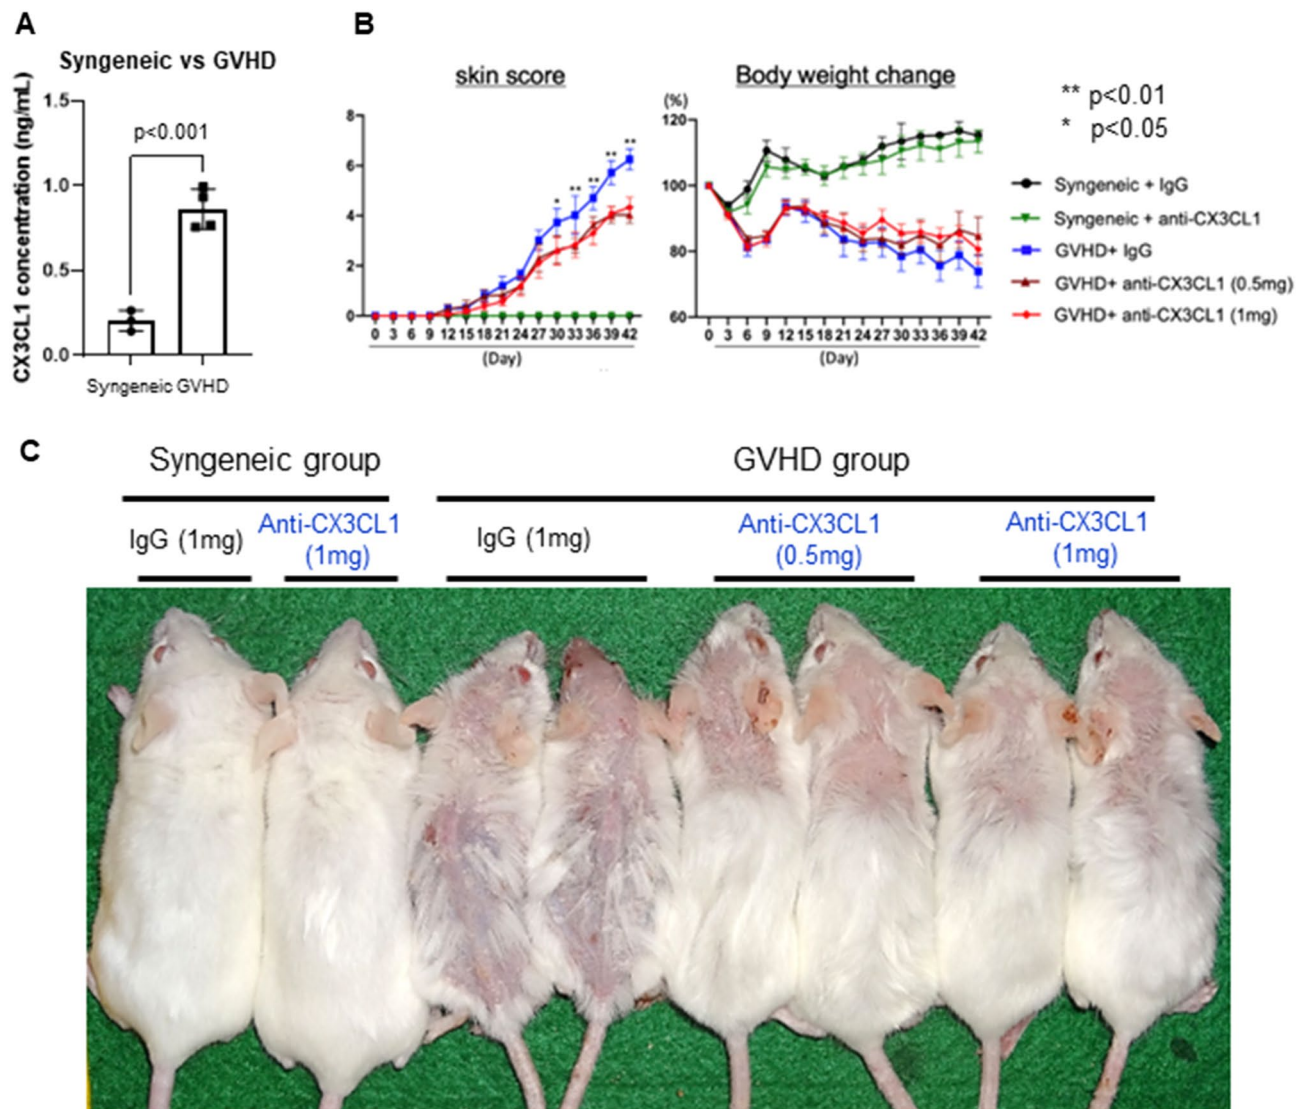 A
Syngeneic vs GVHD
CX3CL1 concentration (ng/mL)
1.5
1.0
0.5
0.0
p<0.001
Syngeneic GVHD
B
skin score
8
6
4
2
0
* ** ** ** **
0 3 6 9 12 15 18 21 24 27 30 33 36 39 42
(Day)
Body weight change
(%)
120
100
80
60
0 3 6 9 12 15 18 21 24 27 30 33 36 39 42
(Day)
** p<0.01
* p<0.05
Syngeneic + IgG
Syngeneic + anti-CX3CL1
GVHD+ IgG
GVHD+ anti-CX3CL1 (0.5mg)
GVHD+ anti-CX3CL1 (1mg)
C
Syngeneic group
GVHD group
IgG (1mg)
Anti-CX3CL1
(1mg)
IgG (1mg)
Anti-CX3CL1
(0.5mg)
Anti-CX3CL1
(1mg)